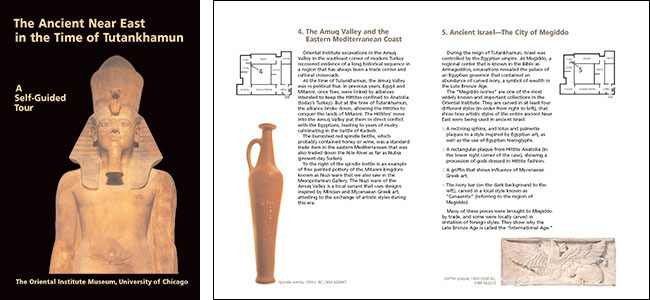 The Ancient Near East
in the Time of Tutankhamun
A
Self-Guided
Tour
The Oriental Institute Museum, University of Chicago
4. The Amuq Valley and the
Eastern Mediterranean Coast
4
Oriental Institute excavations in the Amuq
Valley in the southeast corner of modern Turkey
recovered evidence of a long historical sequence in
a region that has always been a trade center and
cultural crossroads.
At the time of Tutankhamun, the Amuq Valley
was in political flux. In previous years, Egypt and
Mitanni, once foes, were linked by alliances
intended to keep the Hittites confined to Anatolia
(today's Turkey). But at the time of Tutankhamun,
the alliance broke down, allowing the Hittites to
conquer the lands of Mitanni. The Hittites' move
into the Amuq Valley put them in direct conflict
with the Egyptians, leading to years of rivalry
culminating in the battle of Kadesh.
The burnished red spindle bottle, which
probably contained honey or wine, was a standard
trade item in the eastern Mediterranean that was
also traded down the Nile River as far as Nubia
(present-day Sudan).
To the right of the spindle bottle is an example
of fine painted pottery of the Mitanni kingdom
known as Nuzi ware that we also saw in the
Mesopotamian Gallery. The Nuzi ware of the
Amuq Valley is a local variant that uses designs
inspired by Minoan and Mycenaean Greek art,
attesting to the exchange of artistic styles during
this era.
Spindle bottle,
5. Ancient Israel—The City of Megiddo
5
During the reign of Tutankhamun, Israel was
controlled by the Egyptian empire. At Megiddo, a
regional center that is known in the Bible as
Armageddon, excavators revealed the palace of
an Egyptian governor that contained an
abundance of carved ivory, a symbol of wealth in
the Late Bronze Age.
The "Megiddo Ivories" are one of the most
widely known and important collections in the
Oriental Institute. They are carved in at least four
different styles (in order from right to left), that
show how artistic styles of the entire ancient Near
East were being used in ancient Israel:
A reclining sphinx, and lotus and palmette
plaques in a style inspired by Egyptian art, as
well as the use of Egyptian hieroglyphs.
A rectangular plaque from Hittite Anatolia (in
the lower right corner of the case), showing a
procession of gods dressed in Hittite fashion.
A griffin that shows influence of Mycenaean
Greek art.
The ivory bar (on the dark background to the
left), carved in a local style known as
"Canaanite" (referring to the region of
Megiddo).
Many of these pieces were brought to Megiddo
by trade, and some were locally carved in
imitation of foreign styles. They show why the
Late Bronze Age is called the "International Age."
Griffin plaque,